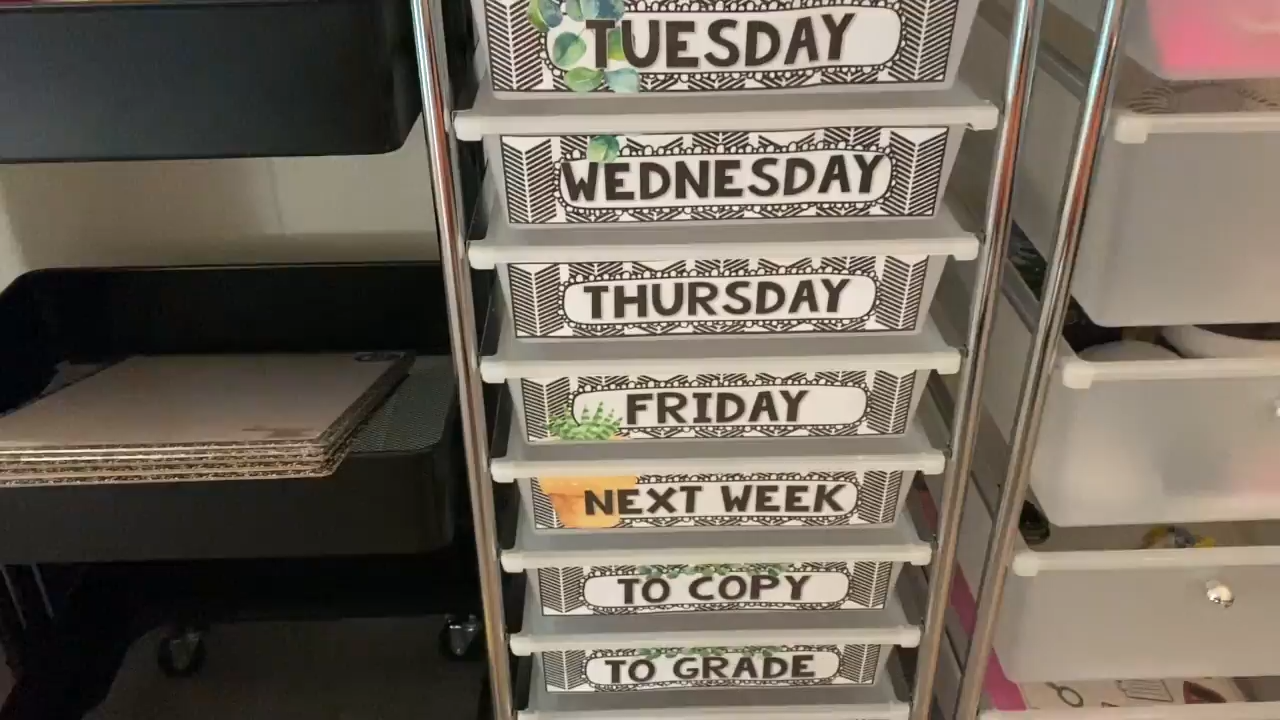 TUESDAY
WEDNESDAY
THURSDAY
FRIDAY
NEXT WEEK
TO COPY
TO GRADE